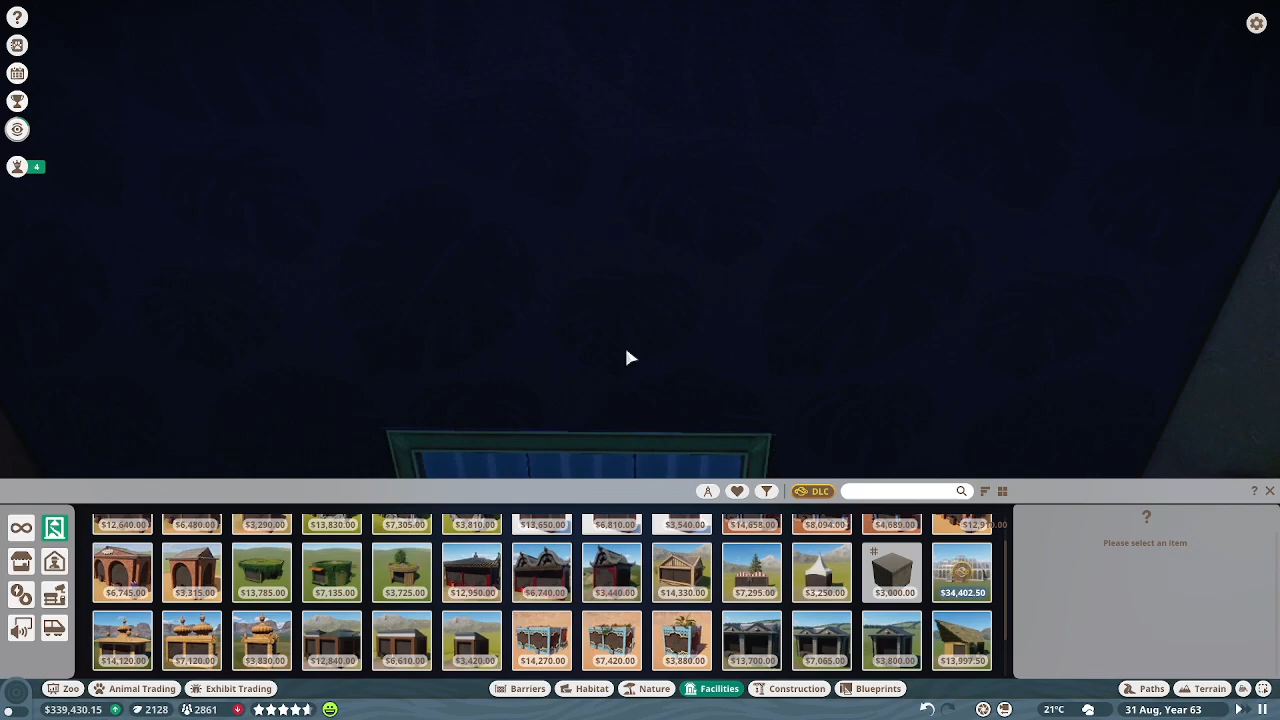 4
DLC
$12,640.00 $6,480.00 $3,290.00 $13,830.00 $7,305.00 $3,810.00 $13,650.00 $6,810.00 $3,540.00 $14,658.00 $8,094.00 $4,689.00
$6,745.00 $3,315.00 $13,785.00 $7,135.00 $3,725.00 $12,950.00 $6,740.00 $3,440.00 $14,330.00 $7,295.00 $3,250.00 $3,000.00 $34,402.50
$14,120.00 $7,120.00 $3,830.00 $12,840.00 $6,610.00 $3,420.00 $14,270.00 $7,420.00 $3,880.00 $13,700.00 $7,065.00 $3,800.00 $13,997.50
?
Please select an item
Zoo Animal Trading Exhibit Trading Barriers Habitat Nature Facilities Construction Blueprints Paths Terrain
$339,430.15 2128 2861 21°C 31 Aug, Year 63